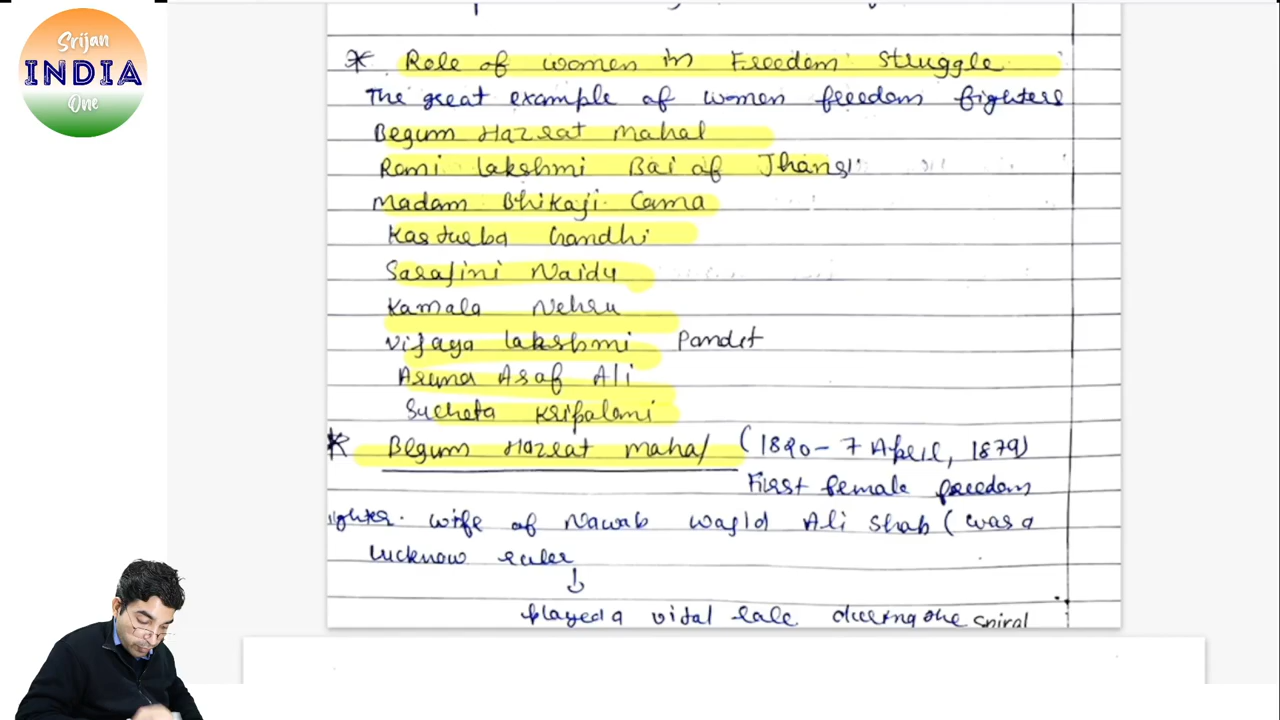 Srijan
INDIA
One
* Role of women in Freedom Struggle
The great example of women freedom fighters
Begum Hazrat Mahal
Rani Lakshmi Bai of Jhansi
Madam Bhikaji Cama
Kasturba Gandhi
Sarojini Naidu
Kamala Nehru
Vijaya Lakshmi Pandit
Aruna Asaf Ali
Sucheta Kripalani
* Begum Hazrat Mahal (1820 - 7 April, 1879)
First female freedom
ighter. wife of Nawab Wajid Ali Shah ( was a
lucknow ruler
↓
played a vital role during the